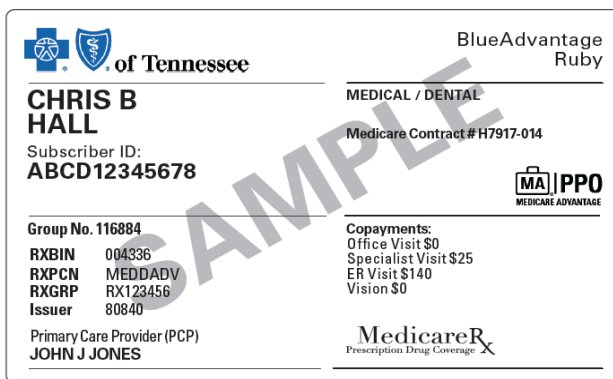 of Tennessee
BlueAdvantage
Ruby
CHRIS B
HALL
Subscriber ID:
ABCD12345678
MEDICAL / DENTAL
Medicare Contract # H7917-014
MA PPO
MEDICARE ADVANTAGE
SAMPLE
Group No. 116884
RXBIN 004336
RXPCN MEDDADV
RXGRP RX123456
Issuer 80840
Primary Care Provider (PCP)
JOHN J JONES
Copayments:
Office Visit $0
Specialist Visit $25
ER Visit $140
Vision $0
MedicareRx
Prescription Drug Coverage